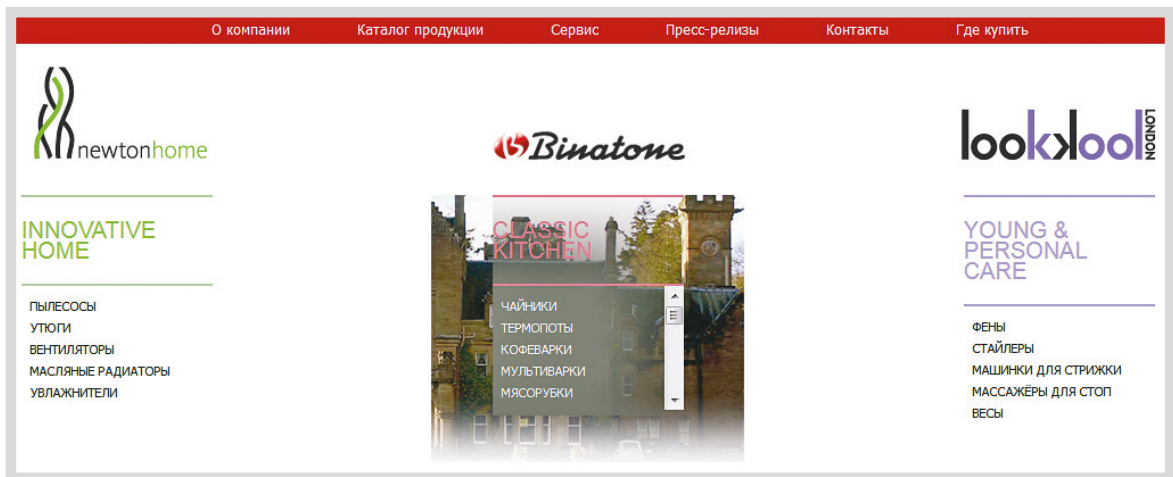 О компании Каталог продукции Сервис Пресс-релизы Контакты Где купить
newtonhome
INNOVATIVE
HOME
ПЫЛЕСОСЫ
УТЮГИ
ВЕНТИЛЯТОРЫ
МАСЛЯНЫЕ РАДИАТОРЫ
УВЛАЖНИТЕЛИ
Binatone
CLASSIC
KITCHEN
ЧАЙНИКИ
ТЕРМОПОТЫ
КОФЕВАРКИ
МУЛЬТИВАРКИ
МЯСОРУБКИ
lookkool
LONDON
YOUNG &
PERSONAL
CARE
ФЕНЫ
СТАЙЛЕРЫ
МАШИНКИ ДЛЯ СТРИЖКИ
МАССАЖЁРЫ ДЛЯ СТОП
ВЕСЫ